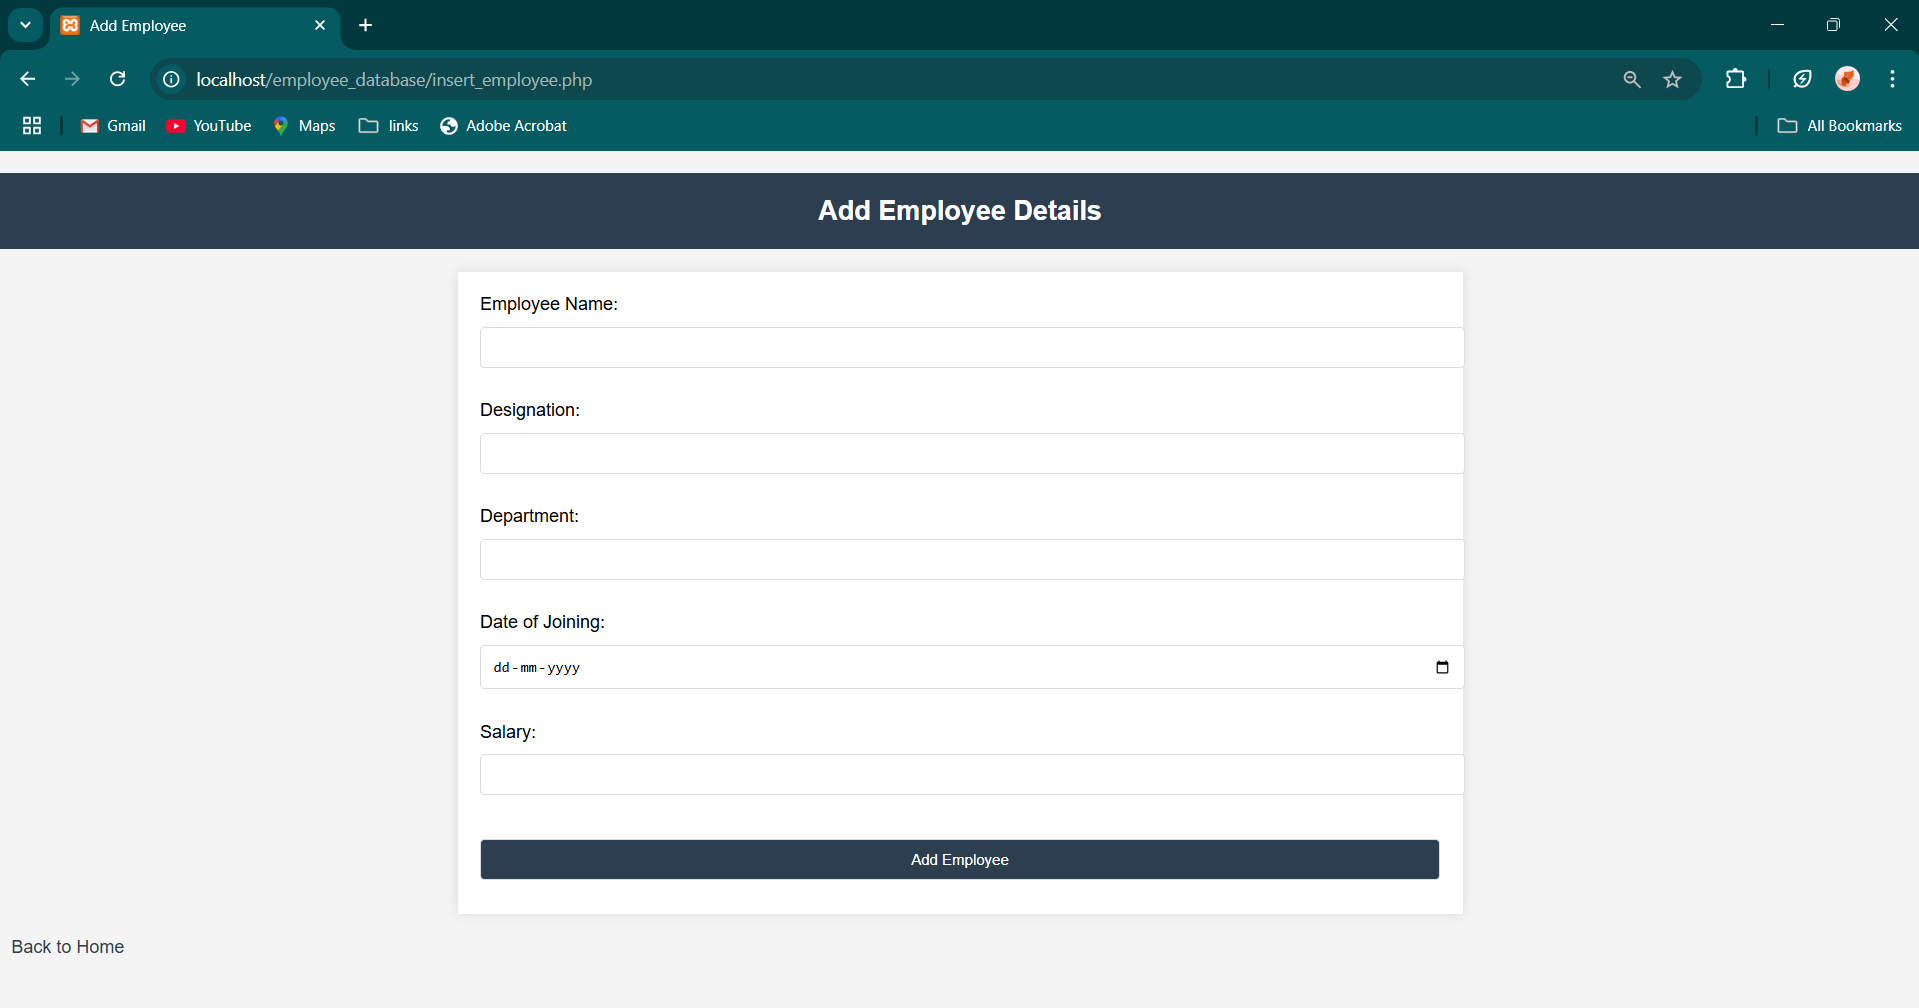 Add Employee
localhost/employee_database/insert_employee.php
Gmail YouTube Maps links Adobe Acrobat All Bookmarks
Add Employee Details
Employee Name:
Designation:
Department:
Date of Joining:
dd-mm-yyyy
Salary:
Add Employee
Back to Home